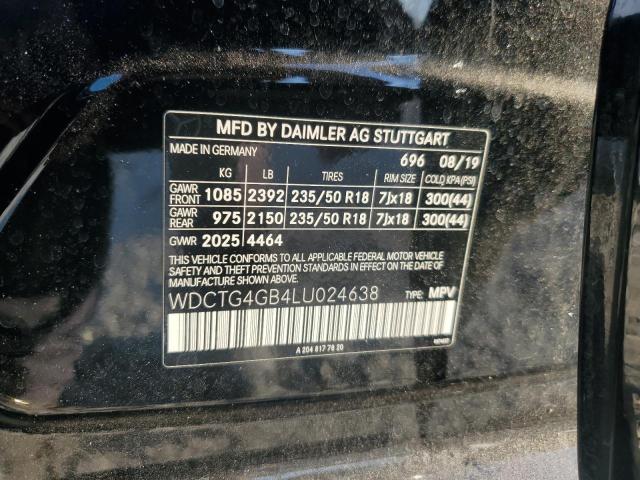 MFD BY DAIMLER AG STUTTGART
MADE IN GERMANY 696 08/19
KG LB TIRES RIM SIZE COLD, KPA (PSI)
GAWR FRONT 1085 2392 235/50 R18 7Jx18 300(44)
GAWR REAR 975 2150 235/50 R18 7Jx18 300(44)
GVWR 2025 4464
THIS VEHICLE CONFORMS TO ALL APPLICABLE FEDERAL MOTOR VEHICLE
SAFETY AND THEFT PREVENTION STANDARDS IN EFFECT ON THE DATE OF
MANUFACTURE SHOWN ABOVE.
WDCTG4GB4LU024638 TYPE: MPV
A 204 817 78 20